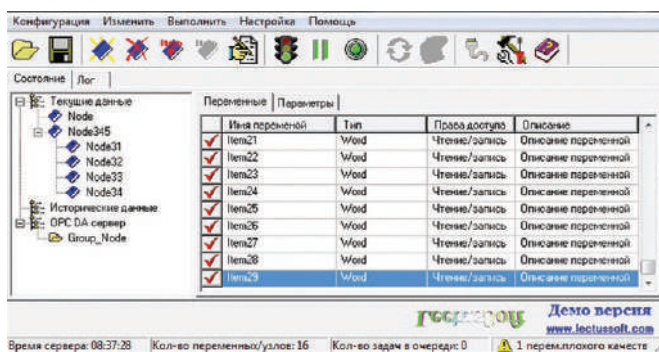 Конфигурация Изменить Выполнить Настройка Помощь
Состояние Лог
Текущие данные
Node
Node345
Node31
Node32
Node33
Node34
Исторические данные
OPC DA сервер
Group_Node
Переменные Параметры
Имя переменой Тип Права доступа Описание
Item21 Word Чтение/запись Описание переменной
Item22 Word Чтение/запись Описание переменной
Item23 Word Чтение/запись Описание переменной
Item24 Word Чтение/запись Описание переменной
Item25 Word Чтение/запись Описание переменной
Item26 Word Чтение/запись Описание переменной
Item27 Word Чтение/запись Описание переменной
Item28 Word Чтение/запись Описание переменной
Item29 Word Чтение/запись Описание переменной
Демо версия
www.lectussoft.com
Время сервера: 08:37:28 Кол-во переменных/узлов: 16 Кол-во задач в очереди: 0 1 перем.плохого качеств